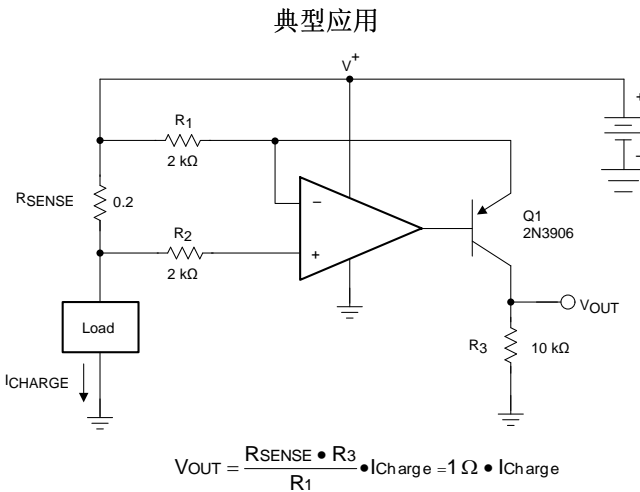 典型应用
V+
+
R1
2 kΩ
−
RSENSE
0.2
−
Q1
2N3906
R2
2 kΩ
+
VOUT
Load
R3
10 kΩ
ICHARGE
VOUT = RSENSE • R3 / R1 • ICharge = 1 Ω • ICharge